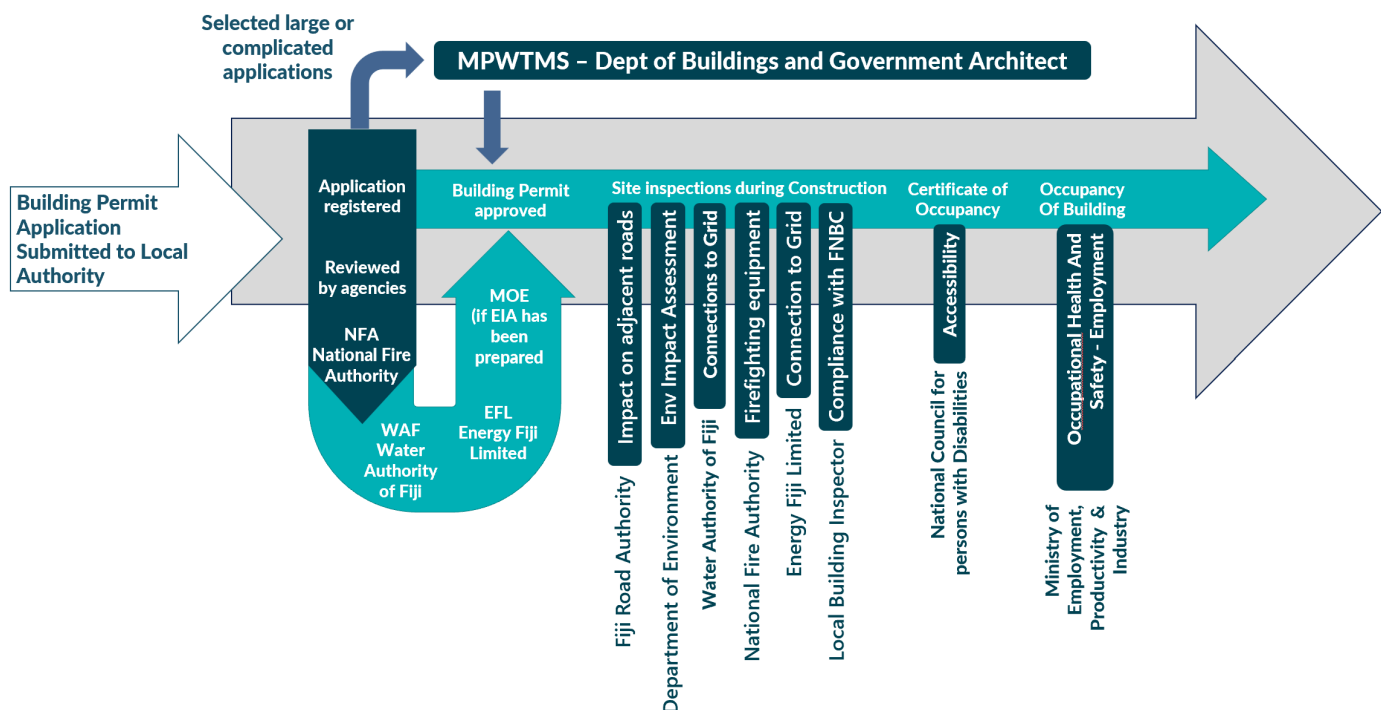 Selected large or
complicated
applications
MPWTMS – Dept of Buildings and Government Architect
Building Permit
Application
Submitted to Local
Authority
Application
registered
Reviewed
by agencies
NFA
National Fire
Authority
WAF
Water
Authority
of Fiji
EFL
Energy Fiji
Limited
MOE
(if EIA has
been
prepared
Building Permit
approved
Site inspections during Construction
Impact on adjacent roads
Fiji Road Authority
Env Impact Assessment
Department of Environment
Connections to Grid
Water Authority of Fiji
Firefighting equipment
National Fire Authority
Connection to Grid
Energy Fiji Limited
Compliance with FNBC
Local Building Inspector
Certificate of
Occupancy
Accessibility
National Council for
persons with Disabilities
Occupancy
Of Building
Occupational Health And
Safety - Employment
Ministry of
Employment,
Productivity &
Industry